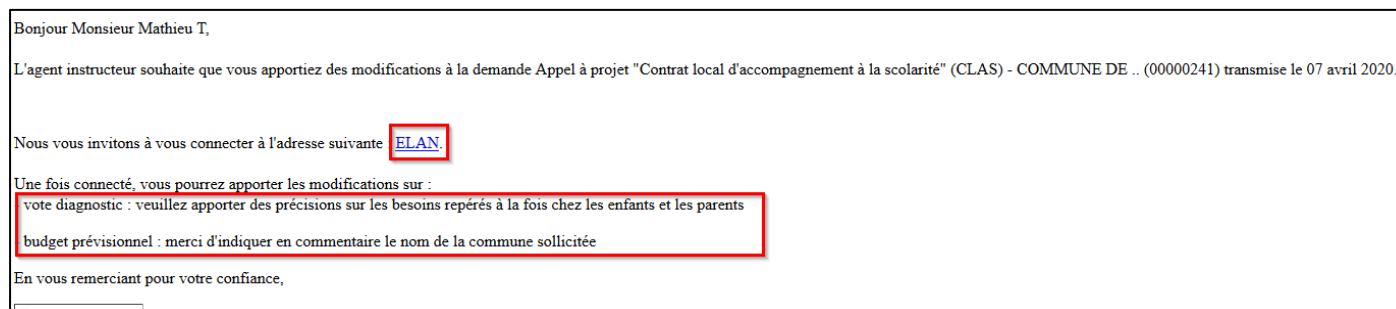 Bonjour Monsieur Mathieu T,
L'agent instructeur souhaite que vous apportiez des modifications à la demande Appel à projet "Contrat local d'accompagnement à la scolarité" (CLAS) - COMMUNE DE .. (00000241) transmise le 07 avril 2020.
Nous vous invitons à vous connecter à l'adresse suivante : ELAN.
Une fois connecté, vous pourrez apporter les modifications sur :
- vote diagnostic : veuillez apporter des précisions sur les besoins repérés à la fois chez les enfants et les parents
- budget prévisionnel : merci d'indiquer en commentaire le nom de la commune sollicitée
En vous remerciant pour votre confiance,